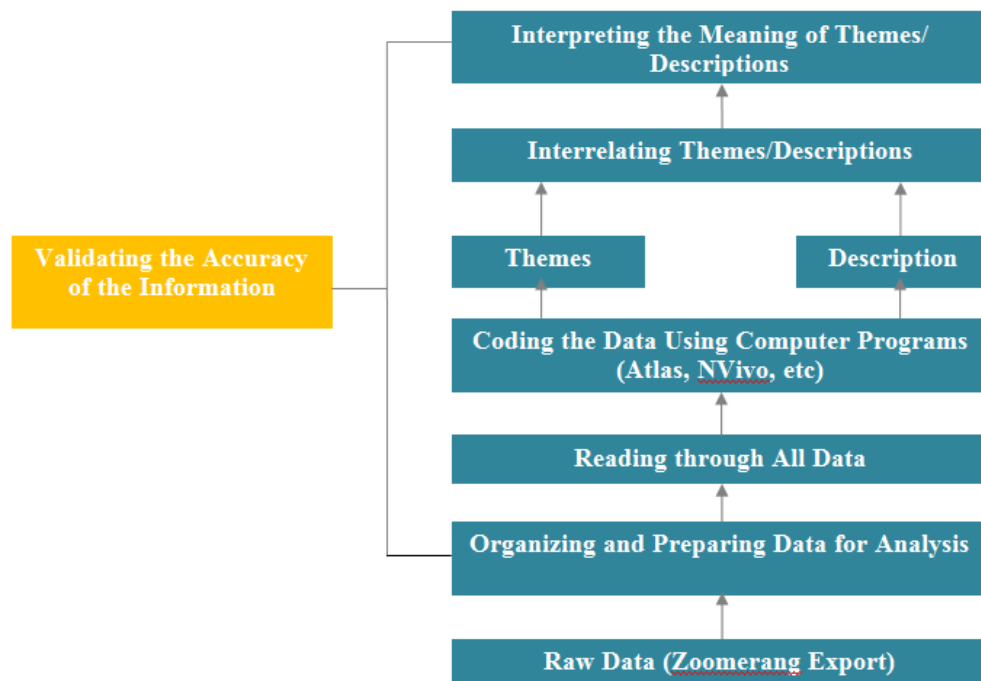 Interpreting the Meaning of Themes/
Descriptions
Interrelating Themes/Descriptions
Validating the Accuracy
of the Information
Themes
Description
Coding the Data Using Computer Programs
(Atlas, NVivo, etc)
Reading through All Data
Organizing and Preparing Data for Analysis
Raw Data (Zoomerang Export)